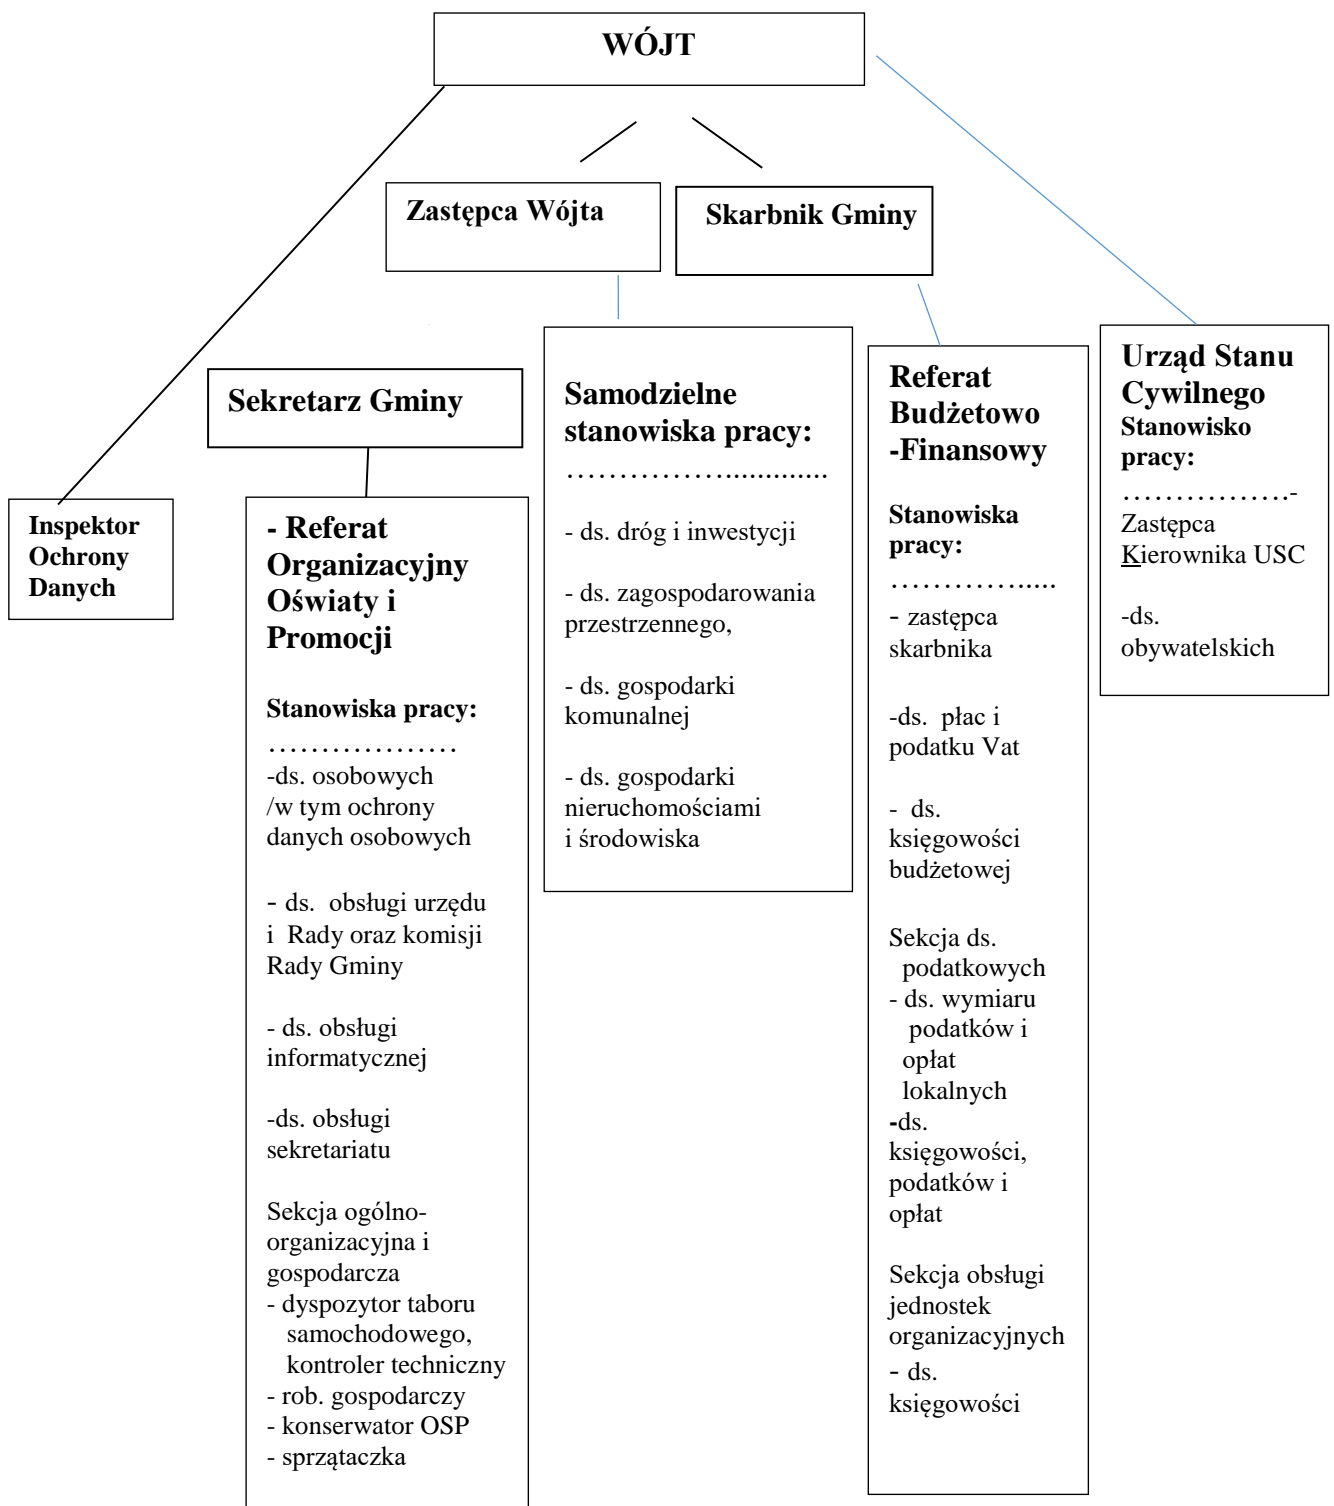 WÓJT
Zastępca Wójta
Skarbnik Gminy
Sekretarz Gminy
Inspektor
Ochrony
Danych
- Referat
Organizacyjny
Oświaty i
Promocji
Stanowiska pracy:
………………
-ds. osobowych
/w tym ochrony
danych osobowych
- ds. obsługi urzędu
i Rady oraz komisji
Rady Gminy
- ds. obsługi
informatycznej
-ds. obsługi
sekretariatu
Sekcja ogólno-
organizacyjna i
gospodarcza
- dyspozytor taboru
samochodowego,
kontroler techniczny
- rob. gospodarczy
- konserwator OSP
- sprzątaczka
Samodzielne
stanowiska pracy:
……………..............
- ds. dróg i inwestycji
- ds. zagospodarowania
przestrzennego,
- ds. gospodarki
komunalnej
- ds. gospodarki
nieruchomościami
i środowiska
Referat
Budżetowo
-Finansowy
Stanowiska
pracy:
………….....
- zastępca
skarbnika
-ds. płac i
podatku Vat
- ds.
księgowości
budżetowej
Sekcja ds.
podatkowych
- ds. wymiaru
podatków i
opłat
lokalnych
-ds.
księgowości,
podatków i
opłat
Sekcja obsługi
jednostek
organizacyjnych
- ds.
księgowości
Urząd Stanu
Cywilnego
Stanowisko
pracy:
…………….-
Zastępca
Kierownika USC
-ds.
obywatelskich